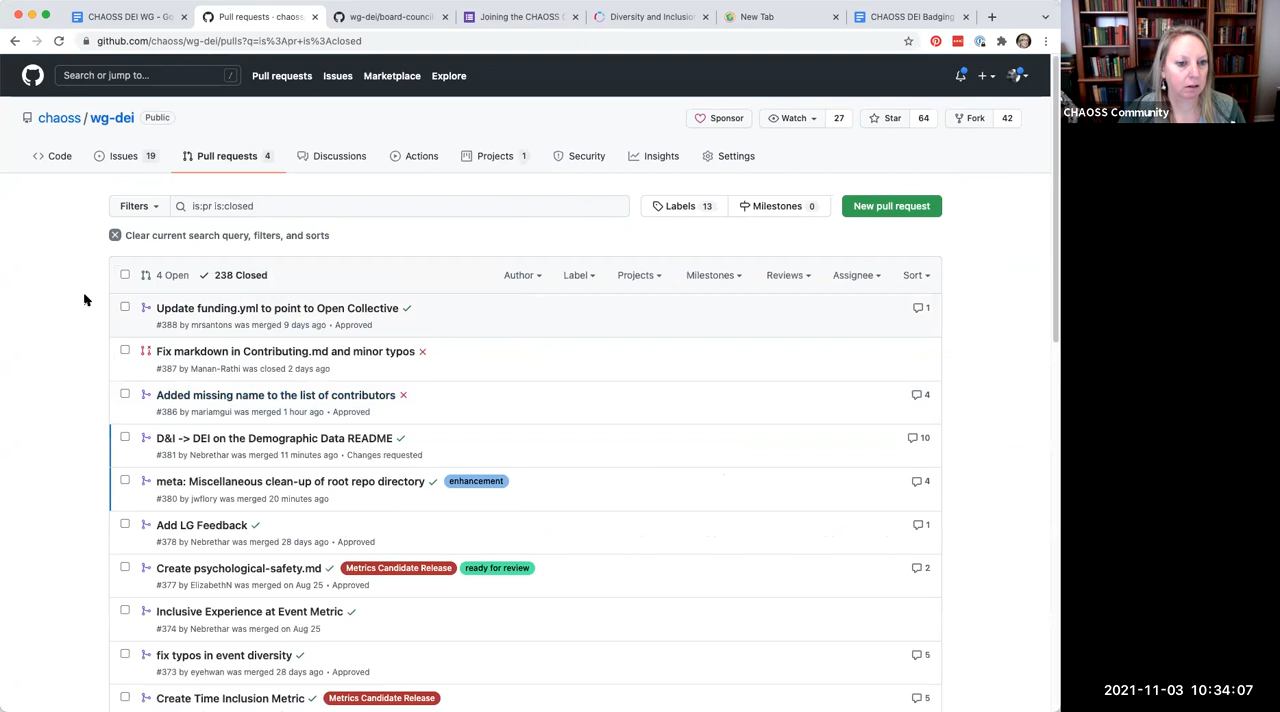 CHAOSS DEI WG - Go
Pull requests · chaoss
wg-dei/board-council
Joining the CHAOSS C
Diversity and Inclusio
New Tab
CHAOSS DEI Badging
github.com/chaoss/wg-dei/pulls?q=is%3Apr+is%3Aclosed
Search or jump to... /
Pull requests Issues Marketplace Explore
chaoss / wg-dei Public
Sponsor Watch 27 Star 64 Fork 42
Code Issues 19 Pull requests 4 Discussions Actions Projects 1 Security Insights Settings
Filters is:pr is:closed Labels 13 Milestones 0 New pull request
Clear current search query, filters, and sorts
4 Open 238 Closed Author Label Projects Milestones Reviews Assignee Sort
Update funding.yml to point to Open Collective 1
#388 by mrsantons was merged 9 days ago • Approved
Fix markdown in Contributing.md and minor typos
#387 by Manan-Rathi was closed 2 days ago
Added missing name to the list of contributors 4
#386 by mariamgui was merged 1 hour ago • Approved
D&I -> DEI on the Demographic Data README 10
#381 by Nebrethar was merged 11 minutes ago • Changes requested
meta: Miscellaneous clean-up of root repo directory enhancement 4
#380 by jwflory was merged 20 minutes ago
Add LG Feedback 1
#378 by Nebrethar was merged 28 days ago • Approved
Create psychological-safety.md Metrics Candidate Release ready for review 2
#377 by ElizabethN was merged on Aug 25 • Approved
Inclusive Experience at Event Metric
#374 by Nebrethar was merged on Aug 25
fix typos in event diversity 5
#373 by eyehwan was merged 28 days ago • Approved
Create Time Inclusion Metric Metrics Candidate Release 5
CHAOSS Community
2021-11-03 10:34:07